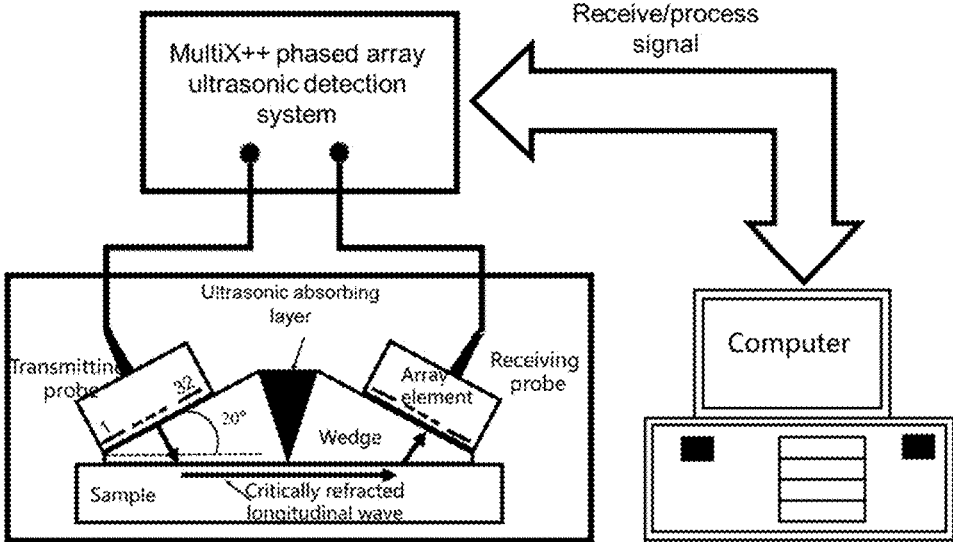 Receive/process
signal
MultiX++ phased array
ultrasonic detection
system
Ultrasonic absorbing
layer
Transmitting
probe
1
32
20°
Wedge
Array
element
Receiving
probe
Sample
Critically refracted
longitudinal wave
Computer